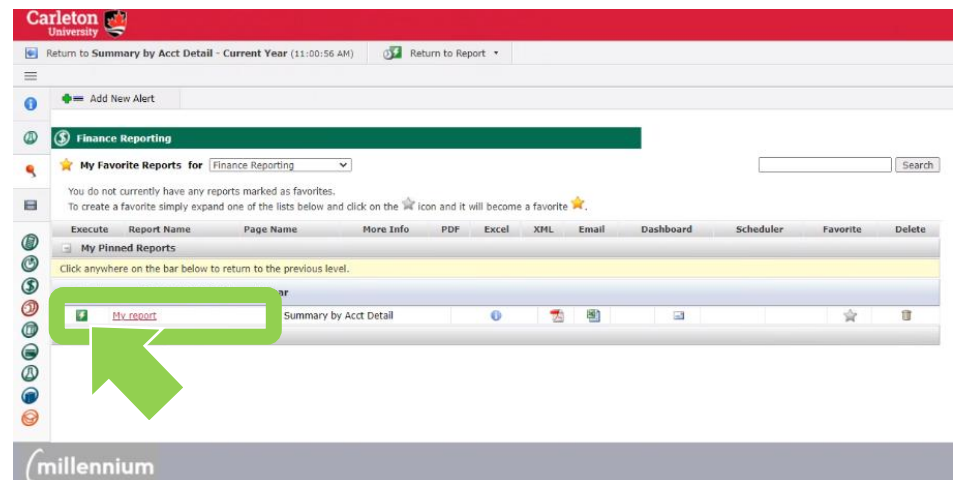 Carleton
University
Return to Summary by Acct Detail - Current Year (11:00:56 AM) Return to Report
Add New Alert
Finance Reporting
My Favorite Reports for Finance Reporting Search
You do not currently have any reports marked as favorites.
To create a favorite simply expand one of the lists below and click on the icon and it will become a favorite .
Execute Report Name Page Name More Info PDF Excel XML Email Dashboard Scheduler Favorite Delete
My Pinned Reports
Click anywhere on the bar below to return to the previous level.
My report Summary by Acct Detail
millennium